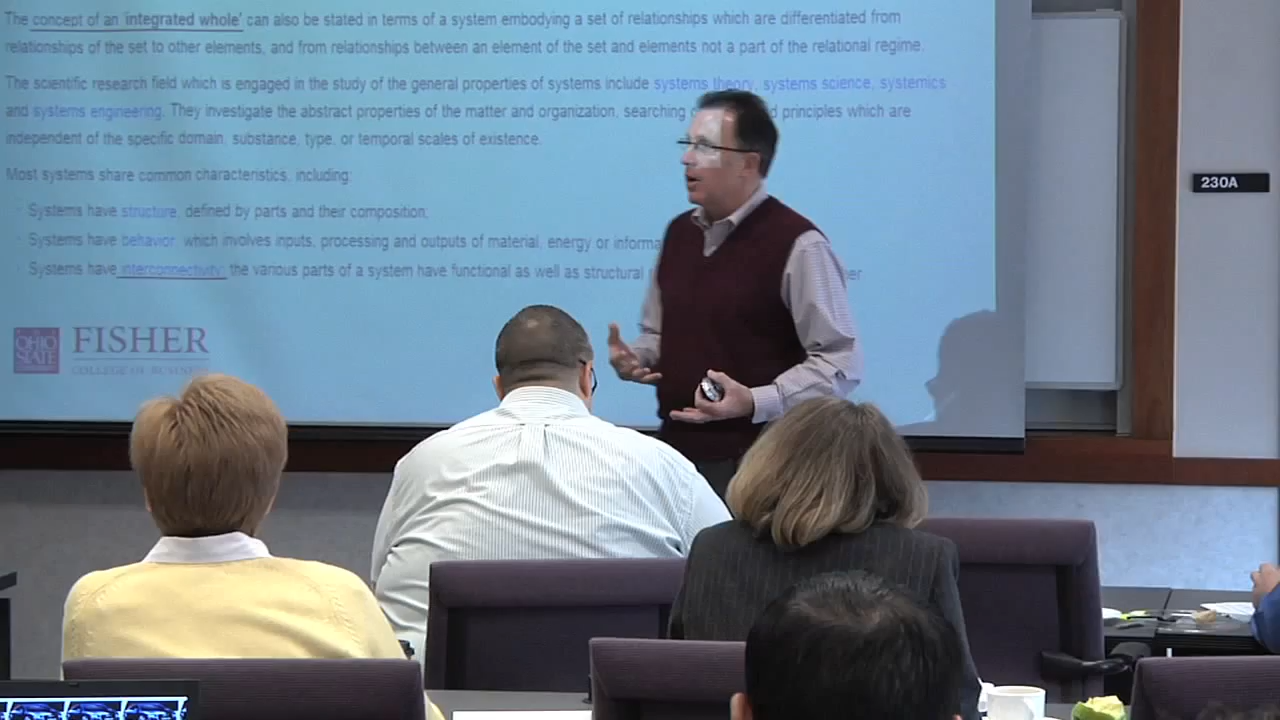 The concept of an 'integrated whole' can also be stated in terms of a system embodying a set of relationships which are differentiated from
relationships of the set to other elements, and from relationships between an element of the set and elements not a part of the relational regime.
The scientific research field which is engaged in the study of the general properties of systems include systems theory, systems science, systemics
and systems engineering. They investigate the abstract properties of the matter and organization, searching principles which are
independent of the specific domain, substance, type, or temporal scales of existence.
Most systems share common characteristics, including:
· Systems have structure, defined by parts and their composition;
· Systems have behavior, which involves inputs, processing and outputs of material, energy or informa
· Systems have interconnectivity: the various parts of a system have functional as well as structural
OHIO
STATE
FISHER
COLLEGE OF BUSINESS
230A